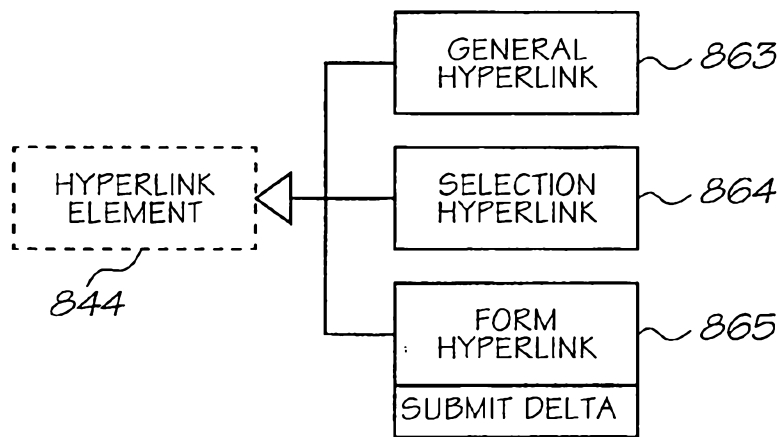 GENERAL
HYPERLINK
863
HYPERLINK
ELEMENT
844
SELECTION
HYPERLINK
864
FORM
HYPERLINK
865
SUBMIT DELTA